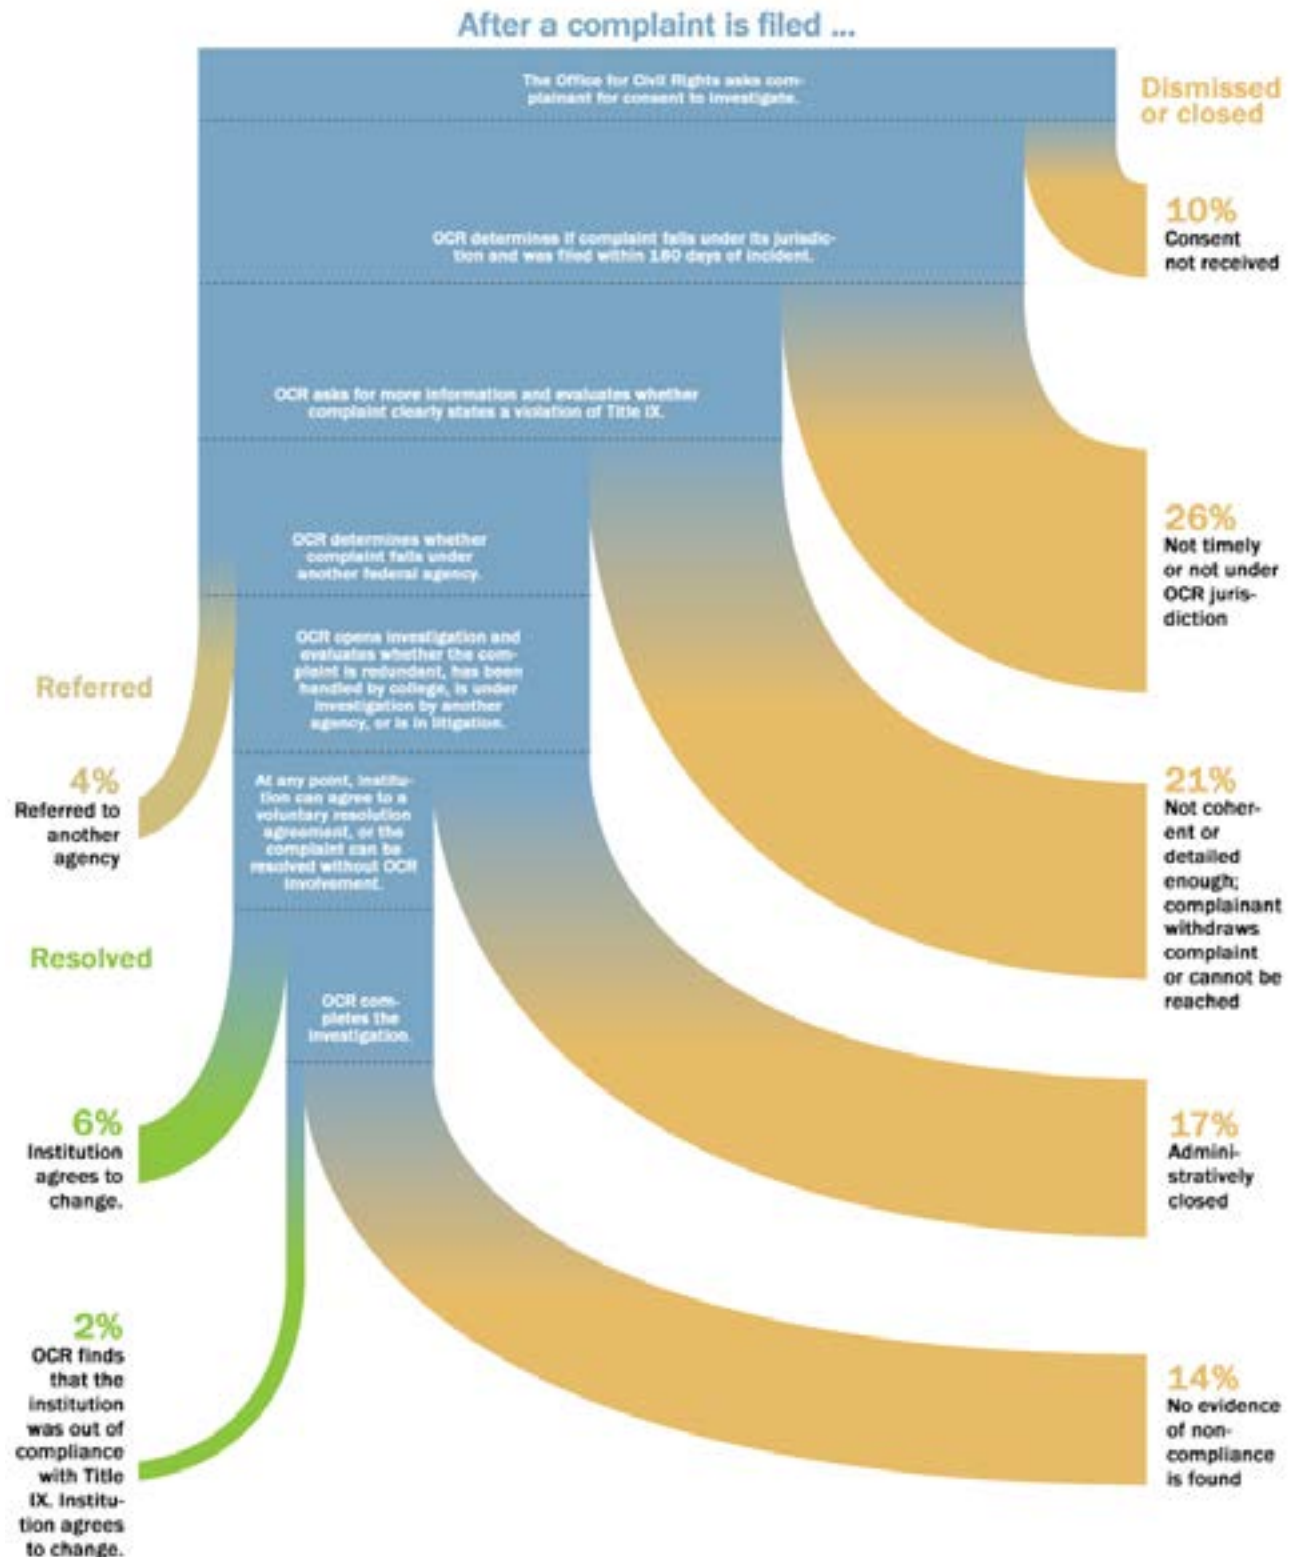 After a complaint is filed ...
The Office for Civil Rights asks com-
plainant for consent to investigate.
Dismissed
or closed
10%
Consent
not received
OCR determines if complaint falls under its jurisdic-
tion and was filed within 180 days of incident.
OCR asks for more information and evaluates whether
complaint clearly states a violation of Title IX.
26%
Not timely
or not under
OCR juris-
diction
OCR determines whether
complaint falls under
another federal agency.
OCR opens investigation and
evaluates whether the com-
plaint is redundant, has been
handled by college, is under
investigation by another
agency, or is in litigation.
Referred
4%
Referred to
another
agency
At any point, institu-
tion can agree to a
voluntary resolution
agreement, or the
complaint can be
resolved without OCR
involvement.
21%
Not coher-
ent or
detailed
enough;
complainant
withdraws
complaint
or cannot be
reached
Resolved
OCR com-
pletes the
investigation.
6%
Institution
agrees to
change.
17%
Admini-
stratively
closed
2%
OCR finds
that the
institution
was out of
compliance
with Title
IX. Institu-
tion agrees
to change.
14%
No evidence
of non-
compliance
is found